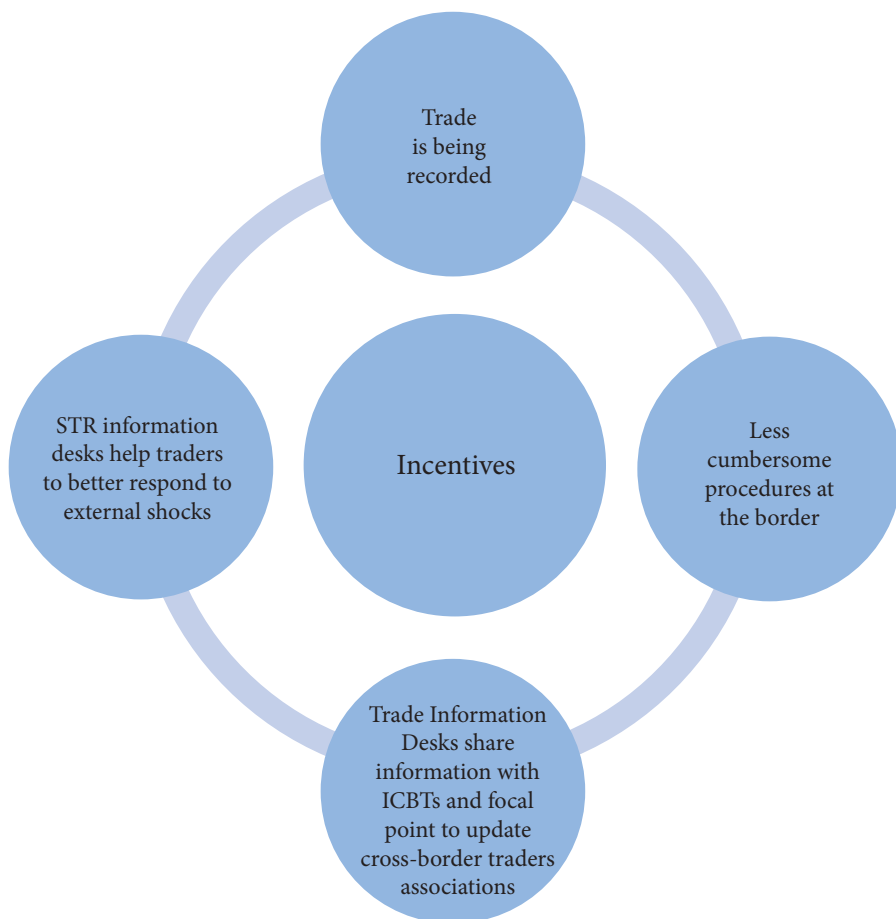 Trade
is being
recorded
STR information
desks help traders
to better respond to
external shocks
Incentives
Less
cumbersome
procedures at
the border
Trade Information
Desks share
information with
ICBTs and focal
point to update
cross-border traders
associations